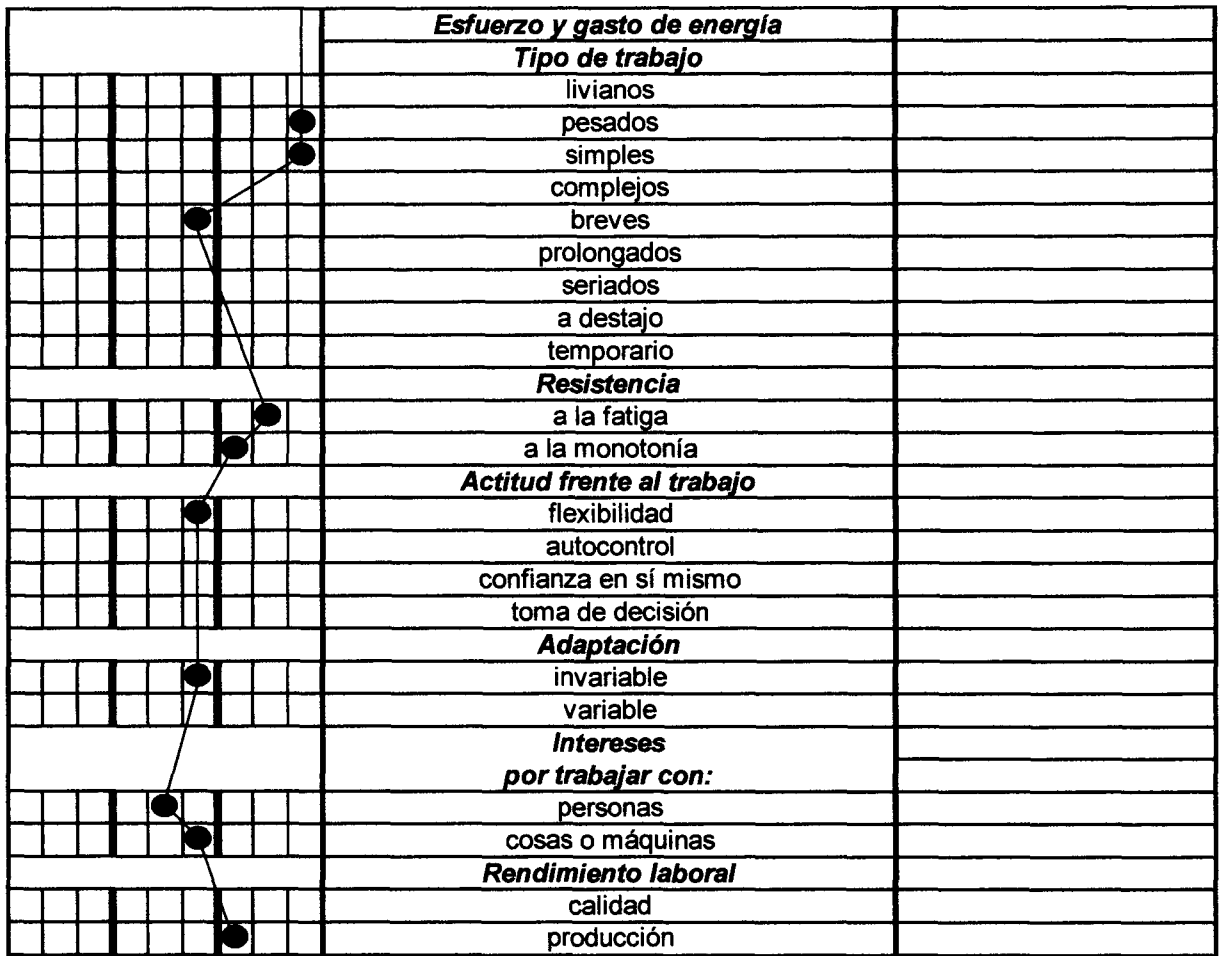 Esfuerzo y gasto de energía
Tipo de trabajo
livianos
pesados
simples
complejos
breves
prolongados
seriados
a destajo
temporario
Resistencia
a la fatiga
a la monotonía
Actitud frente al trabajo
flexibilidad
autocontrol
confianza en sí mismo
toma de decisión
Adaptación
invariable
variable
Intereses
por trabajar con:
personas
cosas o máquinas
Rendimiento laboral
calidad
producción